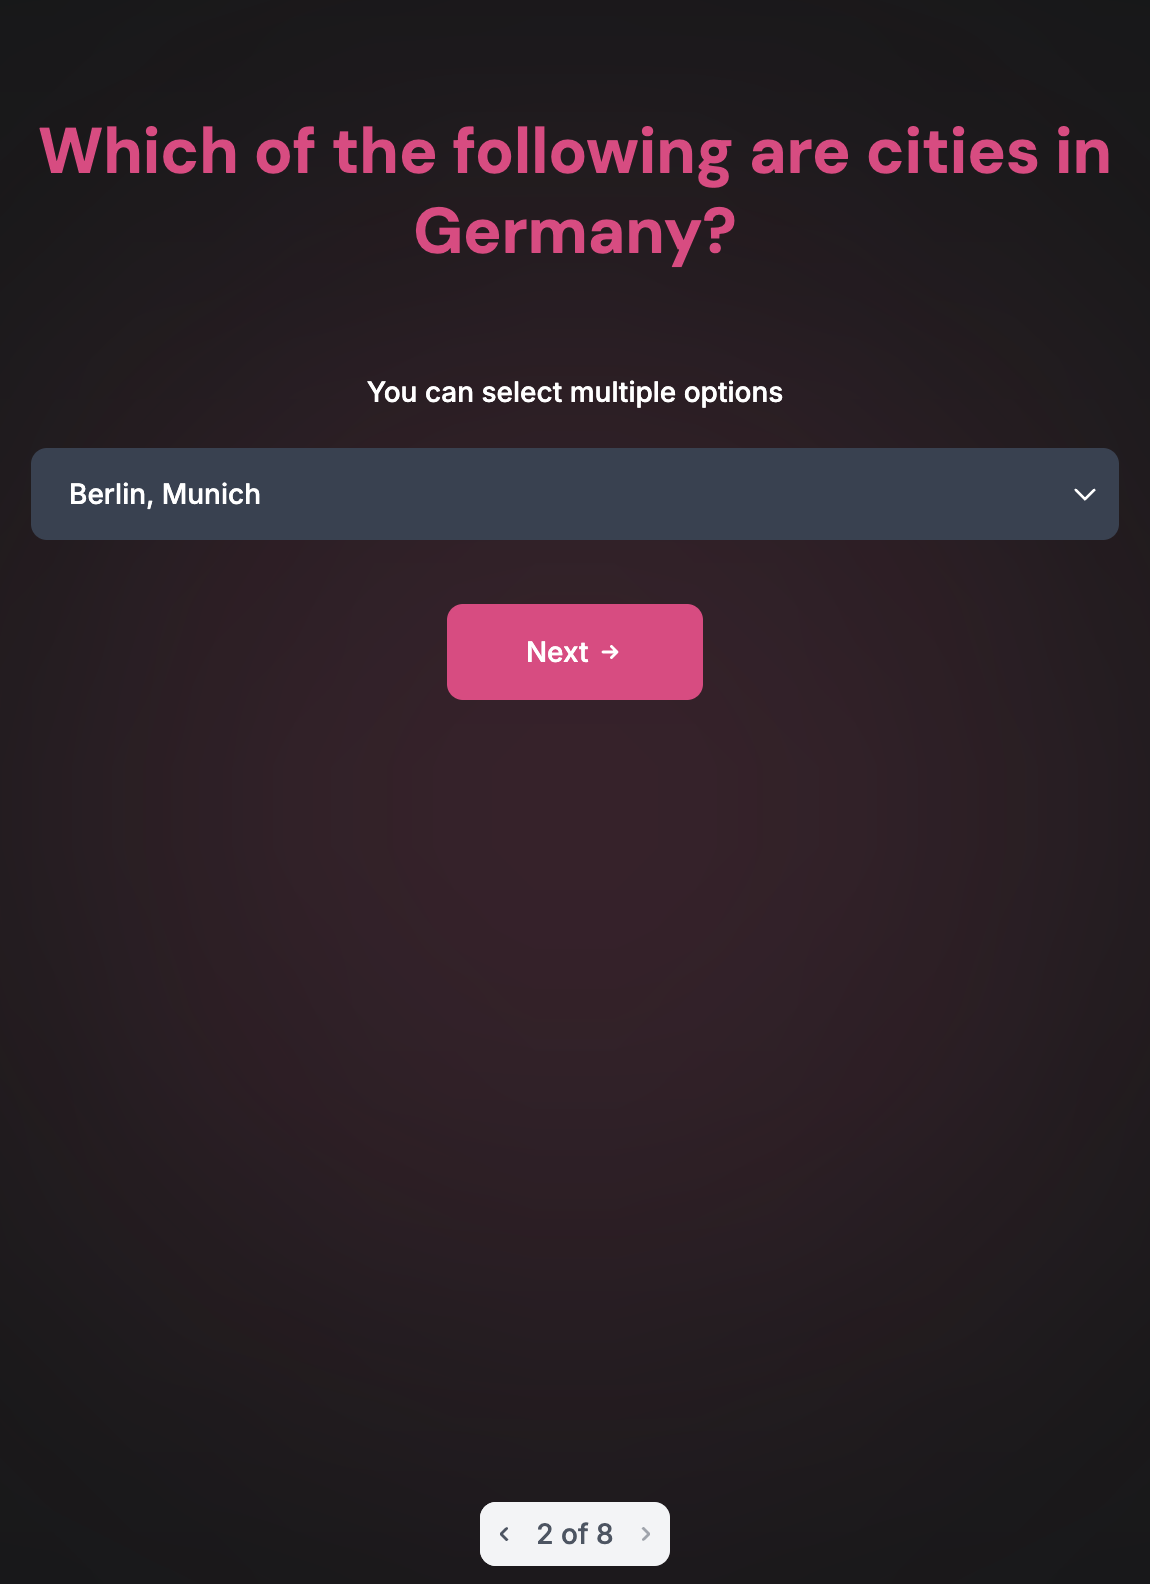 Which of the following are cities in
Germany?
You can select multiple options
Berlin, Munich
Next →
2 of 8